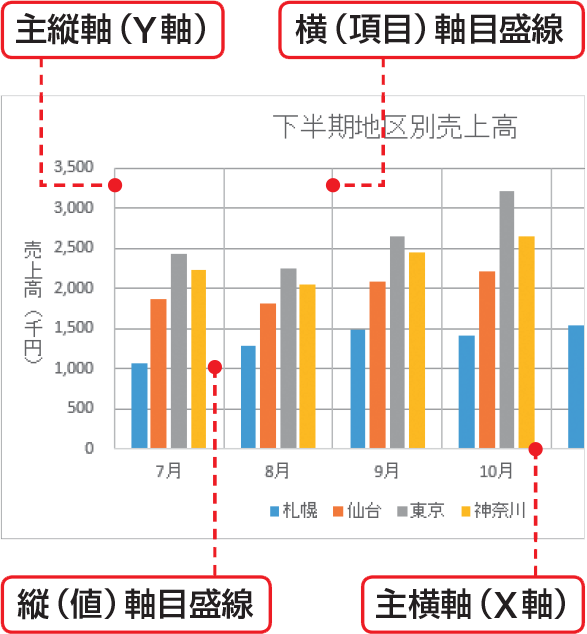 主縦軸（Y軸）
横（項目）軸目盛線
下半期地区別売上高
売上高（千円）
3,500
3,000
2,500
2,000
1,500
1,000
500
0
7月
8月
9月
10月
札幌
仙台
東京
神奈川
縦（値）軸目盛線
主横軸（X軸）